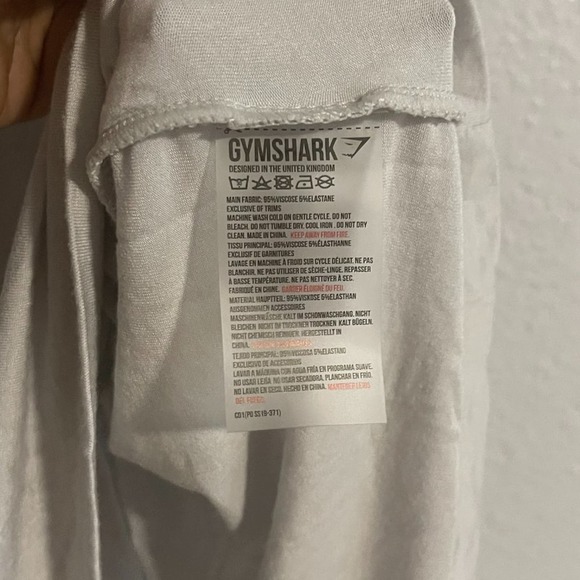 GYMSHARK
DESIGNED IN THE UNITED KINGDOM
MAIN FABRIC: 95%VISCOSE 5%ELASTANE
EXCLUSIVE OF TRIMS
MACHINE WASH COLD ON GENTLE CYCLE, DO NOT
BLEACH. DO NOT TUMBLE DRY. COOL IRON , DO NOT DRY
CLEAN. MADE IN CHINA. KEEP AWAY FROM FIRE.
TISSU PRINCIPAL: 95%VISCOSE 5%ÉLASTHANNE
EXCLUSIF DE GARNITURES
LAVAGE EN MACHINE À FROID SUR CYCLE DÉLICAT, NE PAS
BLANCHIR, NE PAS UTILISER DE SÈCHE-LINGE. REPASSER
À BASSE TEMPÉRATURE, NE PAS NETTOYER À SEC.
FABRIQUÉ EN CHINE. GARDER ÉLOIGNÉ DU FEU.
MATERIAL HAUPTTEIL: 95%VISKOSE 5%ELASTHAN
AUSGENOMMEN ACCESSOIRES
MASCHINENWÄSCHE KALT IM SCHONWASCHGANG, NICHT
BLEICHEN NICHT IM TROCKNER TROCKNEN KALT BÜGELN,
NICHT CHEMISCH REINIGEN. HERGESTELLT IN
CHINA.
TEJIDO PRINCIPAL: 95%VISCOSA 5%ELASTANO
EXCLUSIVO DE ACCESORIOS
LAVAR A MÁQUINA CON AGUA FRÍA EN PROGRAMA SUAVE.
NO USAR LEJÍA NO USAR SECADORA, PLANCHAR EN FRÍO.
NO LAVAR EN SECO, HECHO EN CHINA. MANTENER LEJOS
DEL FUEGO.
CD1(PO SS19-371)